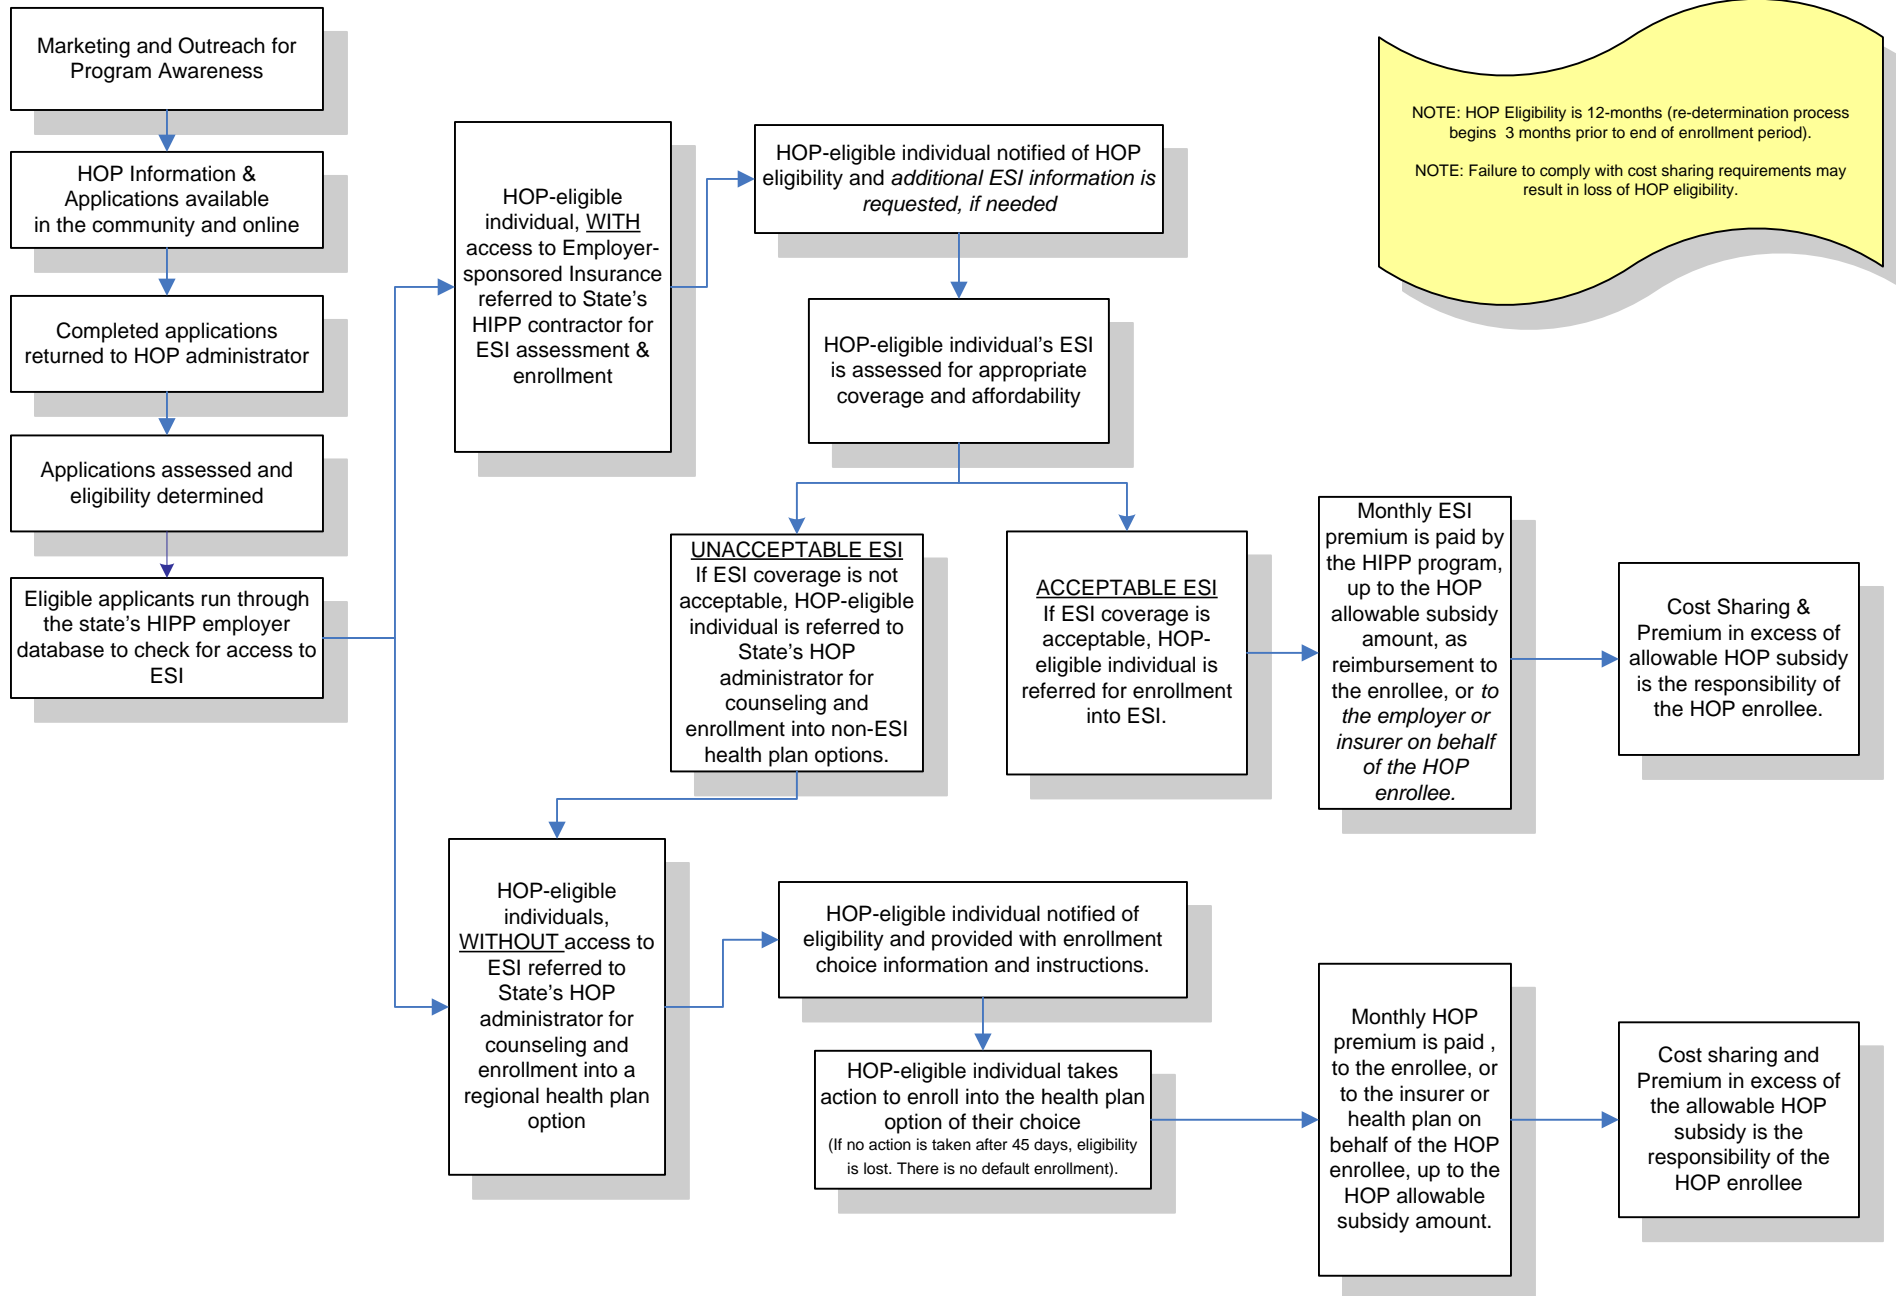 Marketing and Outreach for
Program Awareness
HOP Information &
Applications available
in the community and online
Completed applications
returned to HOP administrator
Applications assessed and
eligibility determined
Eligible applicants run through
the state’s HIPP employer
database to check for access to
ESI
HOP-eligible
individual, WITH
access to Employer-
sponsored Insurance
referred to State’s
HIPP contractor for
ESI assessment &
enrollment
HOP-eligible individual notified of HOP
eligibility and additional ESI information is
requested, if needed
HOP-eligible individual’s ESI
is assessed for appropriate
coverage and affordability
UNACCEPTABLE ESI
If ESI coverage is not
acceptable, HOP-eligible
individual is referred to
State’s HOP
administrator for
counseling and
enrollment into non-ESI
health plan options.
ACCEPTABLE ESI
If ESI coverage is
acceptable, HOP-
eligible individual is
referred for enrollment
into ESI.
Monthly ESI
premium is paid by
the HIPP program,
up to the HOP
allowable subsidy
amount, as
reimbursement to
the enrollee, or to
the employer or
insurer on behalf
of the HOP
enrollee.
Cost Sharing &
Premium in excess of
allowable HOP subsidy
is the responsibility of
the HOP enrollee.
NOTE: HOP Eligibility is 12-months (re-determination process
begins 3 months prior to end of enrollment period).
NOTE: Failure to comply with cost sharing requirements may
result in loss of HOP eligibility.
HOP-eligible
individuals,
WITHOUT access to
ESI referred to
State’s HOP
administrator for
counseling and
enrollment into a
regional health plan
option
HOP-eligible individual notified of
eligibility and provided with enrollment
choice information and instructions.
HOP-eligible individual takes
action to enroll into the health plan
option of their choice
(If no action is taken after 45 days, eligibility
is lost. There is no default enrollment).
Monthly HOP
premium is paid ,
to the enrollee, or
to the insurer or
health plan on
behalf of the HOP
enrollee, up to the
HOP allowable
subsidy amount.
Cost sharing and
Premium in excess of
the allowable HOP
subsidy is the
responsibility of the
HOP enrollee